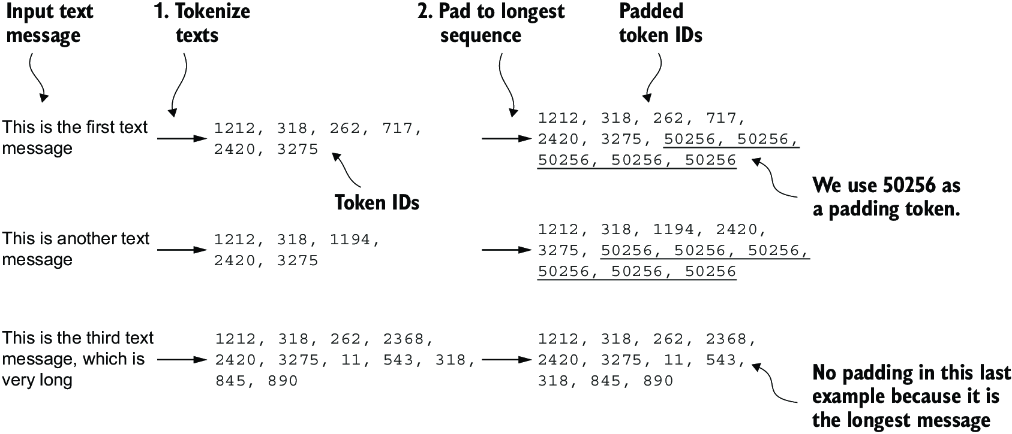 Input text
message
1. Tokenize
texts
2. Pad to longest
sequence
Padded
token IDs
This is the first text
message
1212, 318, 262, 717,
2420, 3275
Token IDs
1212, 318, 262, 717,
2420, 3275, 50256, 50256,
50256, 50256, 50256
We use 50256 as
a padding token.
This is another text
message
1212, 318, 1194,
2420, 3275
1212, 318, 1194, 2420,
3275, 50256, 50256, 50256,
50256, 50256, 50256
This is the third text
message, which is
very long
1212, 318, 262, 2368,
2420, 3275, 11, 543, 318,
845, 890
1212, 318, 262, 2368,
2420, 3275, 11, 543,
318, 845, 890
No padding in this last
example because it is
the longest message